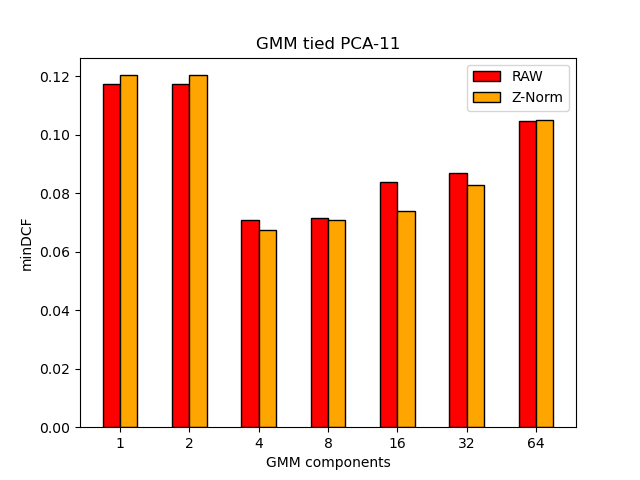 GMM tied PCA-11
RAW
Z-Norm
minDCF
0.12
0.10
0.08
0.06
0.04
0.02
0.00
1 2 4 8 16 32 64
GMM components